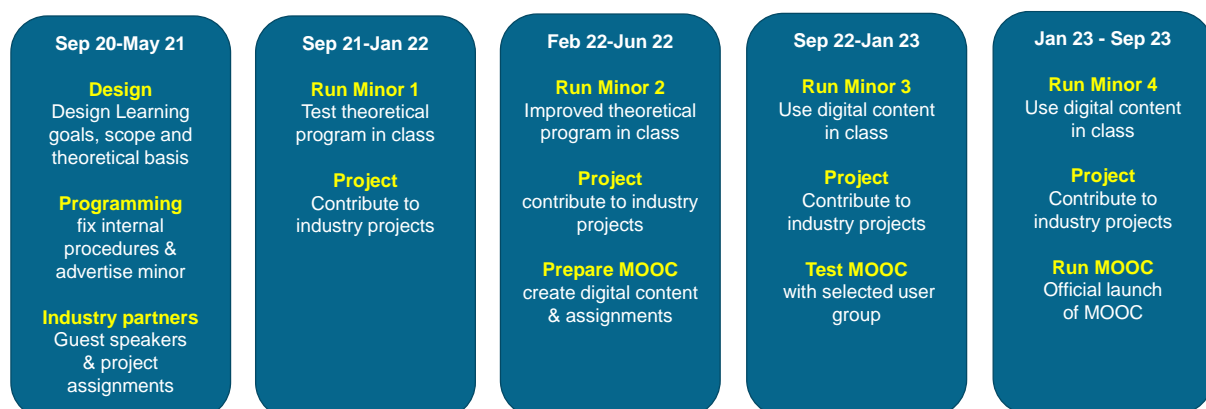 Sep 20-May 21
Design
Design Learning
goals, scope and
theoretical basis
Programming
fix internal
procedures &
advertise minor
Industry partners
Guest speakers
& project
assignments
Sep 21-Jan 22
Run Minor 1
Test theoretical
program in class
Project
Contribute to
industry projects
Feb 22-Jun 22
Run Minor 2
Improved theoretical
program in class
Project
contribute to industry
projects
Prepare MOOC
create digital content
& assignments
Sep 22-Jan 23
Run Minor 3
Use digital content
in class
Project
Contribute to
industry projects
Test MOOC
with selected user
group
Jan 23 - Sep 23
Run Minor 4
Use digital content
in class
Project
Contribute to
industry projects
Run MOOC
Official launch
of MOOC